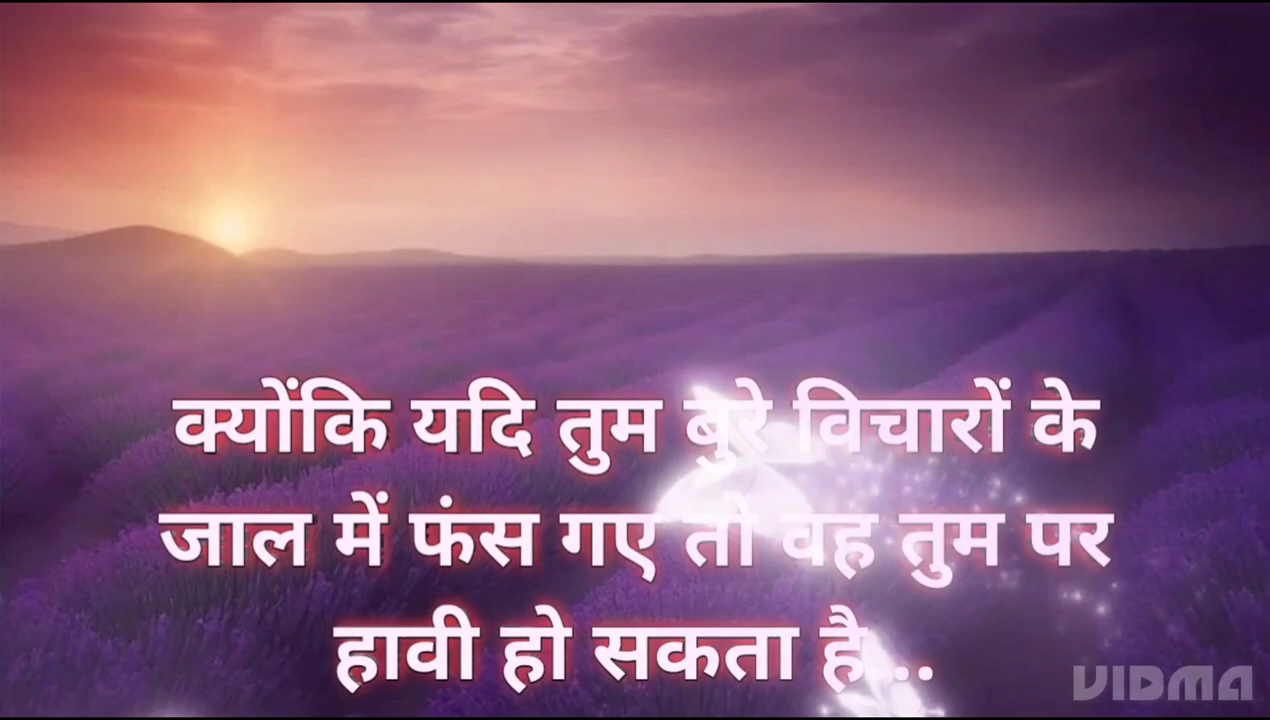 क्योंकि यदि तुम बुरे विचारों के
जाल में फंस गए तो वह तुम पर
हावी हो सकता है...
VIDMA